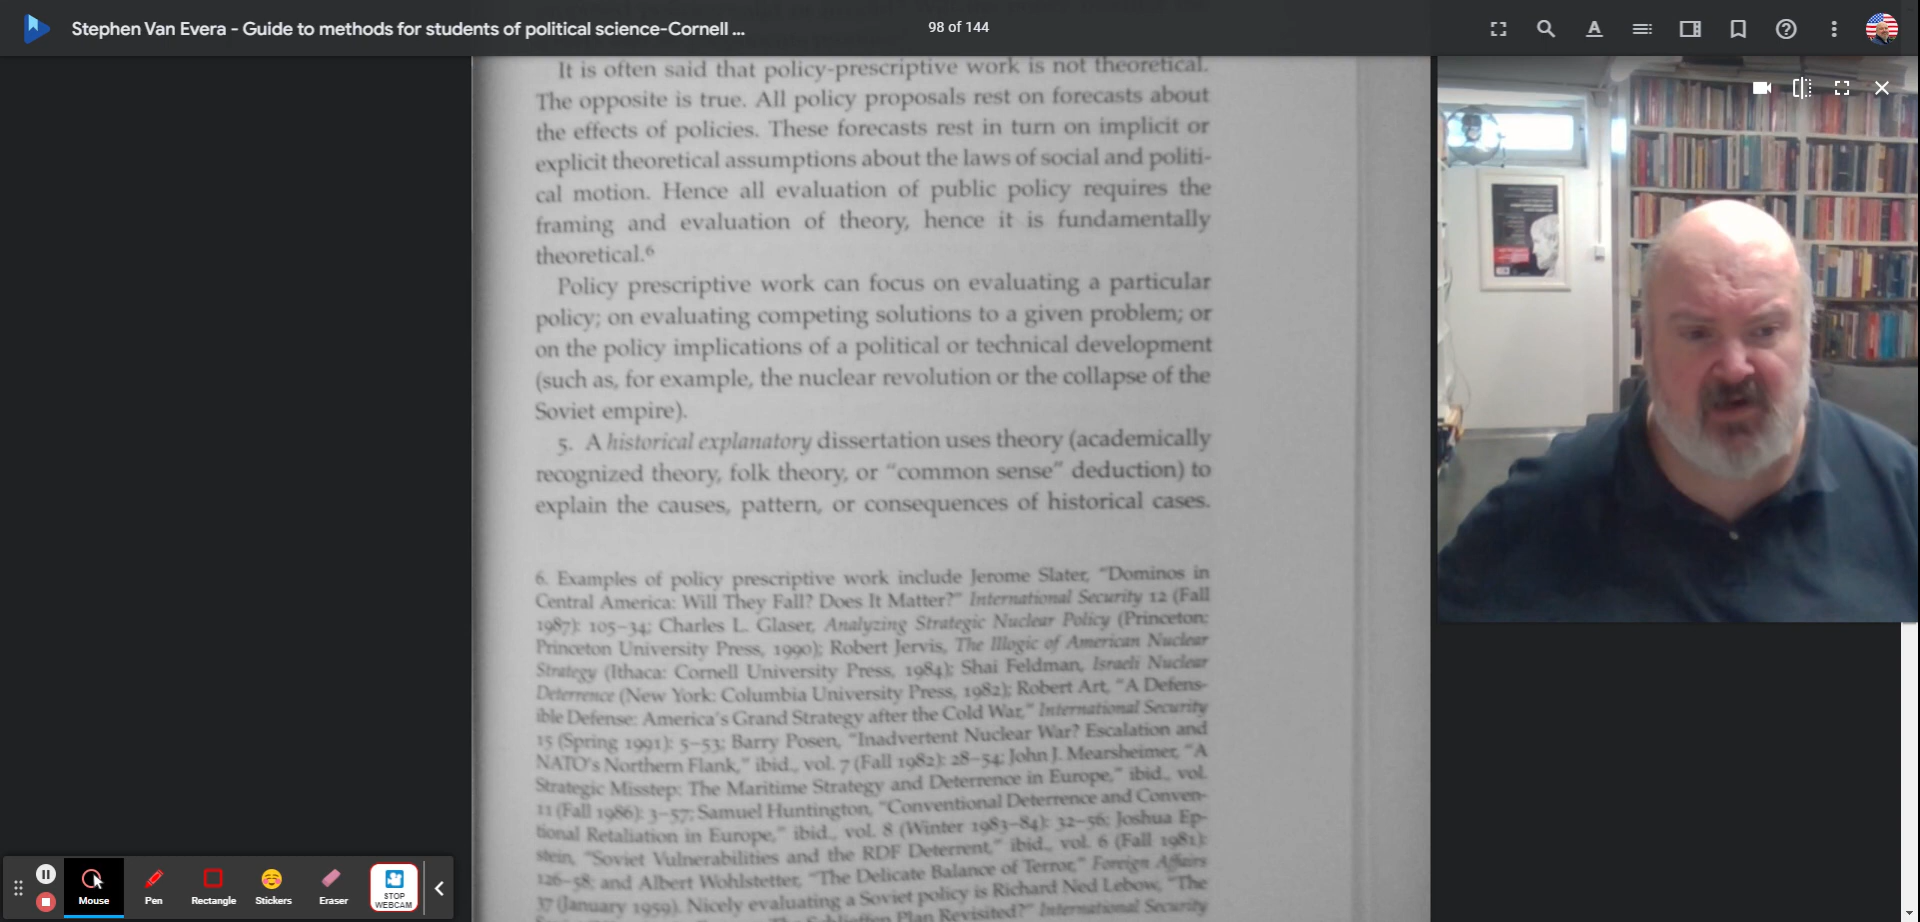 Stephen Van Evera - Guide to methods for students of political science-Cornell ...
98 of 144
It is often said that policy-prescriptive work is not theoretical.
The opposite is true. All policy proposals rest on forecasts about
the effects of policies. These forecasts rest in turn on implicit or
explicit theoretical assumptions about the laws of social and politi-
cal motion. Hence all evaluation of public policy requires the
framing and evaluation of theory, hence it is fundamentally
theoretical.⁶
Policy prescriptive work can focus on evaluating a particular
policy; on evaluating competing solutions to a given problem; or
on the policy implications of a political or technical development
(such as, for example, the nuclear revolution or the collapse of the
Soviet empire).
5. A historical explanatory dissertation uses theory (academically
recognized theory, folk theory, or “common sense” deduction) to
explain the causes, pattern, or consequences of historical cases.
6. Examples of policy prescriptive work include Jerome Slater, “Dominos in
Central America: Will They Fall? Does It Matter?” International Security 12 (Fall
1987): 105–34; Charles L. Glaser, Analyzing Strategic Nuclear Policy (Princeton:
Princeton University Press, 1990); Robert Jervis, The Illogic of American Nuclear
Strategy (Ithaca: Cornell University Press, 1984); Shai Feldman, Israeli Nuclear
Deterrence (New York: Columbia University Press, 1982); Robert Art, “A Defens-
ible Defense: America's Grand Strategy after the Cold War,” International Security
15 (Spring 1991): 5–53; Barry Posen, “Inadvertent Nuclear War? Escalation and
NATO's Northern Flank,” ibid., vol. 7 (Fall 1982): 28–54; John J. Mearsheimer, “A
Strategic Misstep: The Maritime Strategy and Deterrence in Europe,” ibid., vol.
11 (Fall 1986): 3–57; Samuel Huntington, “Conventional Deterrence and Conven-
tional Retaliation in Europe,” ibid., vol. 8 (Winter 1983–84): 32–56; Joshua Ep-
stein, “Soviet Vulnerabilities and the RDF Deterrent,” ibid., vol. 6 (Fall 1981):
126–58; and Albert Wohlstetter, “The Delicate Balance of Terror,” Foreign Affairs
37 (January 1959). Nicely evaluating a Soviet policy is Richard Ned Lebow, “The
Schlieffen Plan Revisited?” International Security
Mouse
Pen
Rectangle
Stickers
Eraser
STOP
WEBCAM